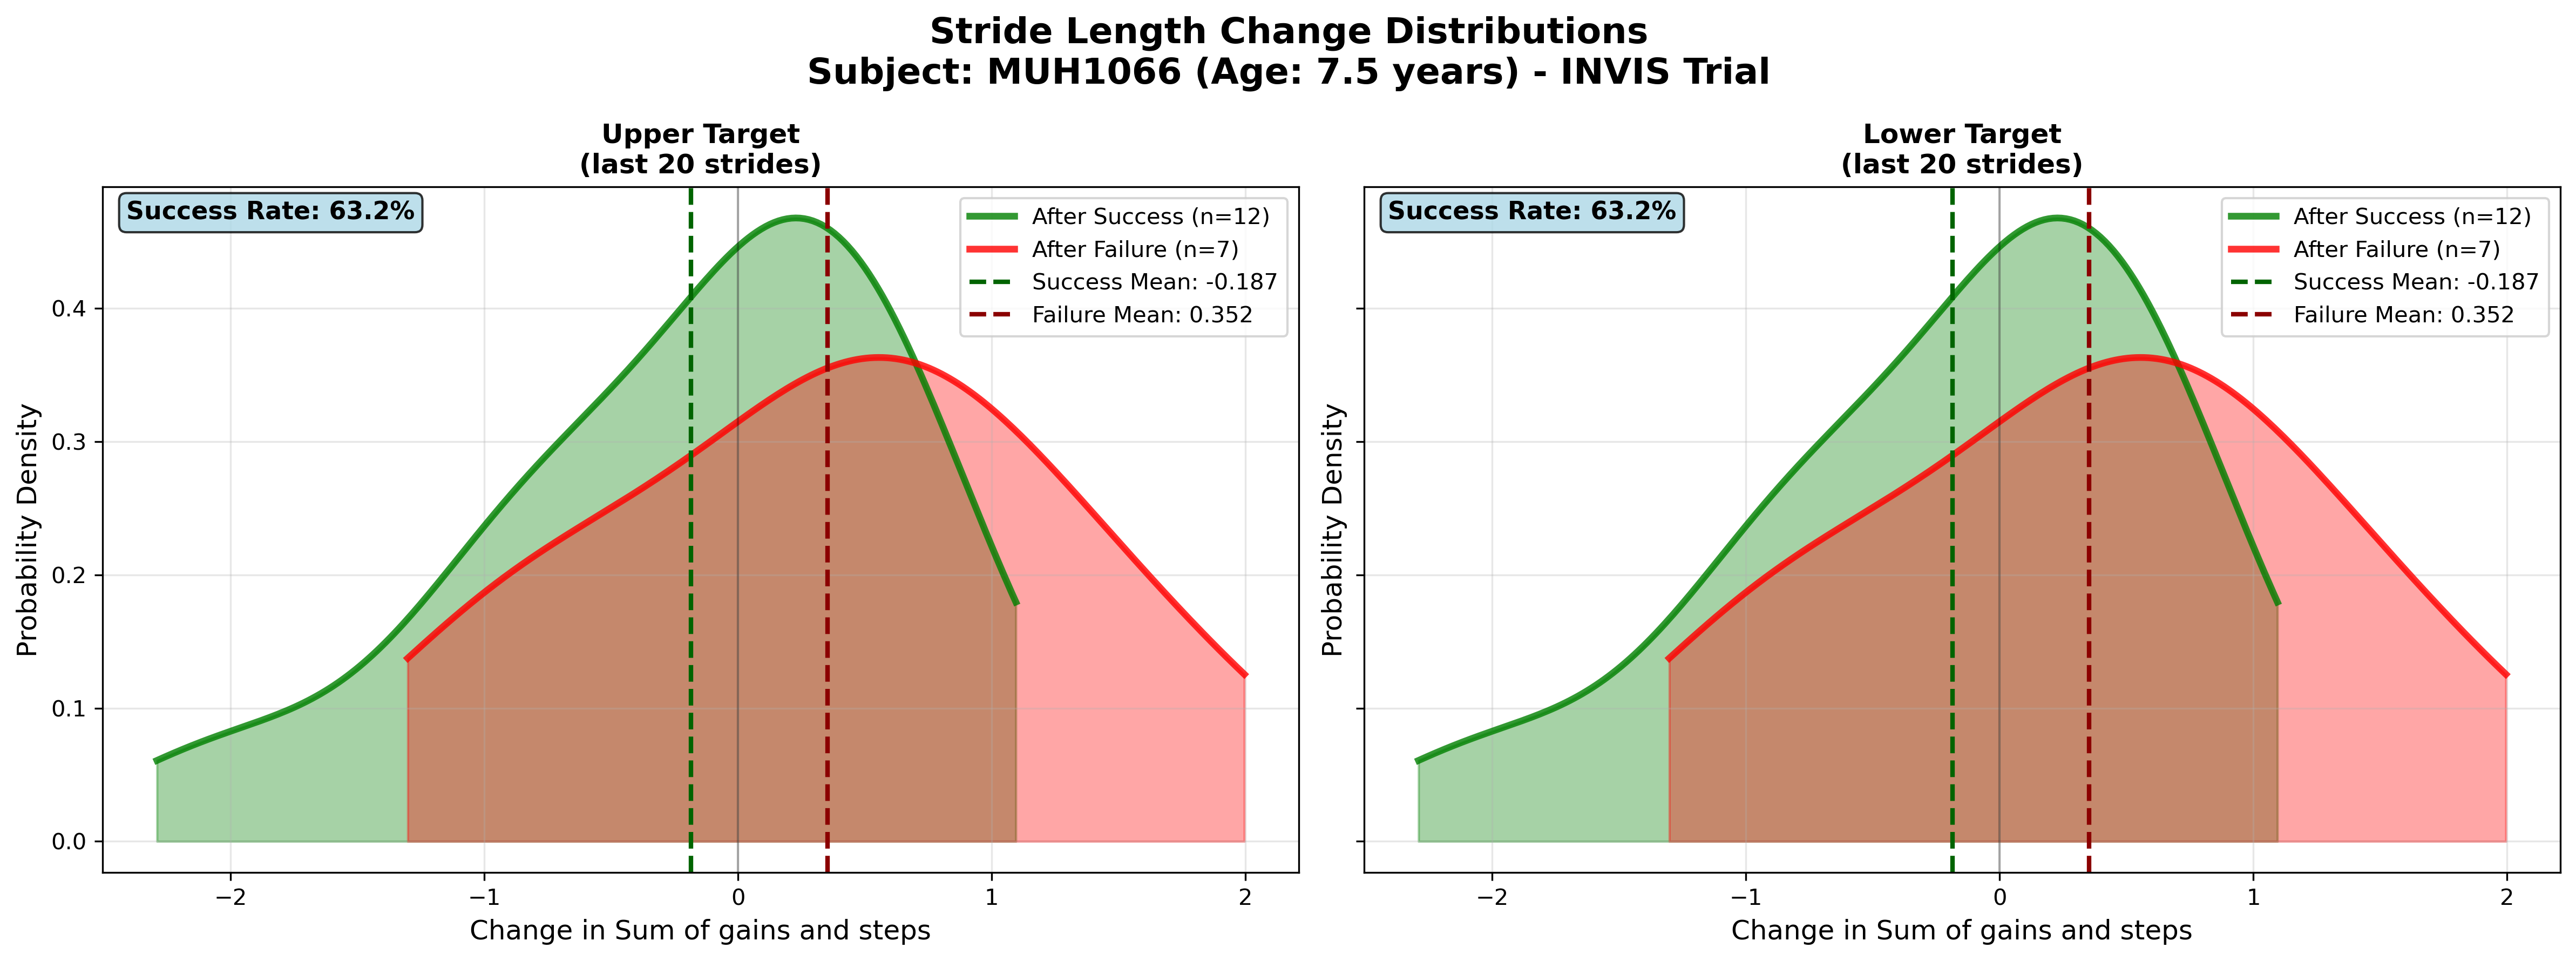 Stride Length Change Distributions
Subject: MUH1066 (Age: 7.5 years) - INVIS Trial
Upper Target
(last 20 strides)
Success Rate: 63.2%
After Success (n=12)
After Failure (n=7)
Success Mean: -0.187
Failure Mean: 0.352
Probability Density
0.4
0.3
0.2
0.1
0.0
−2
−1
0
1
2
Change in Sum of gains and steps
Lower Target
(last 20 strides)
Success Rate: 63.2%
After Success (n=12)
After Failure (n=7)
Success Mean: -0.187
Failure Mean: 0.352
Probability Density
−2
−1
0
1
2
Change in Sum of gains and steps